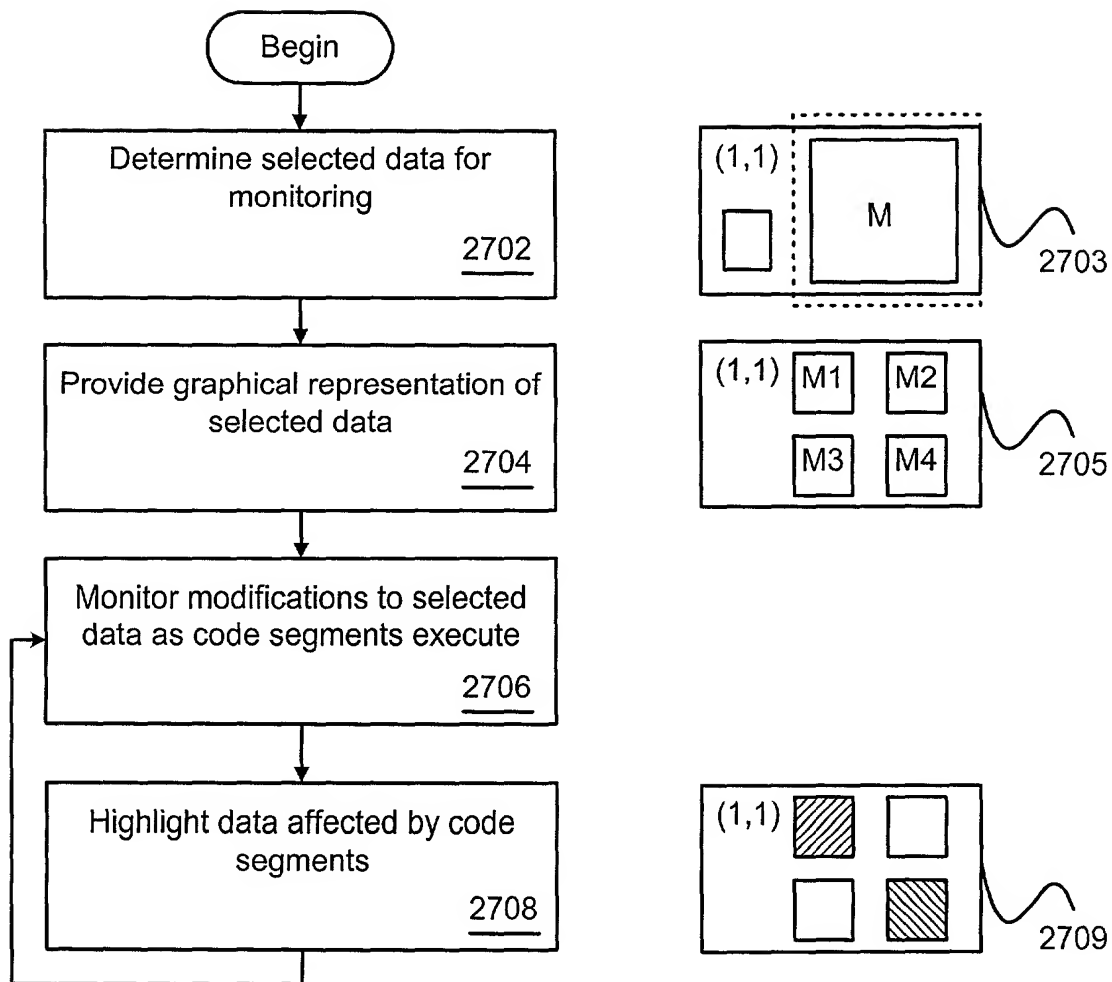 Begin
Determine selected data for
monitoring
2702
(1,1)
M
2703
Provide graphical representation of
selected data
2704
(1,1) M1 M2
M3 M4
2705
Monitor modifications to selected
data as code segments execute
2706
Highlight data affected by code
segments
2708
(1,1)
2709